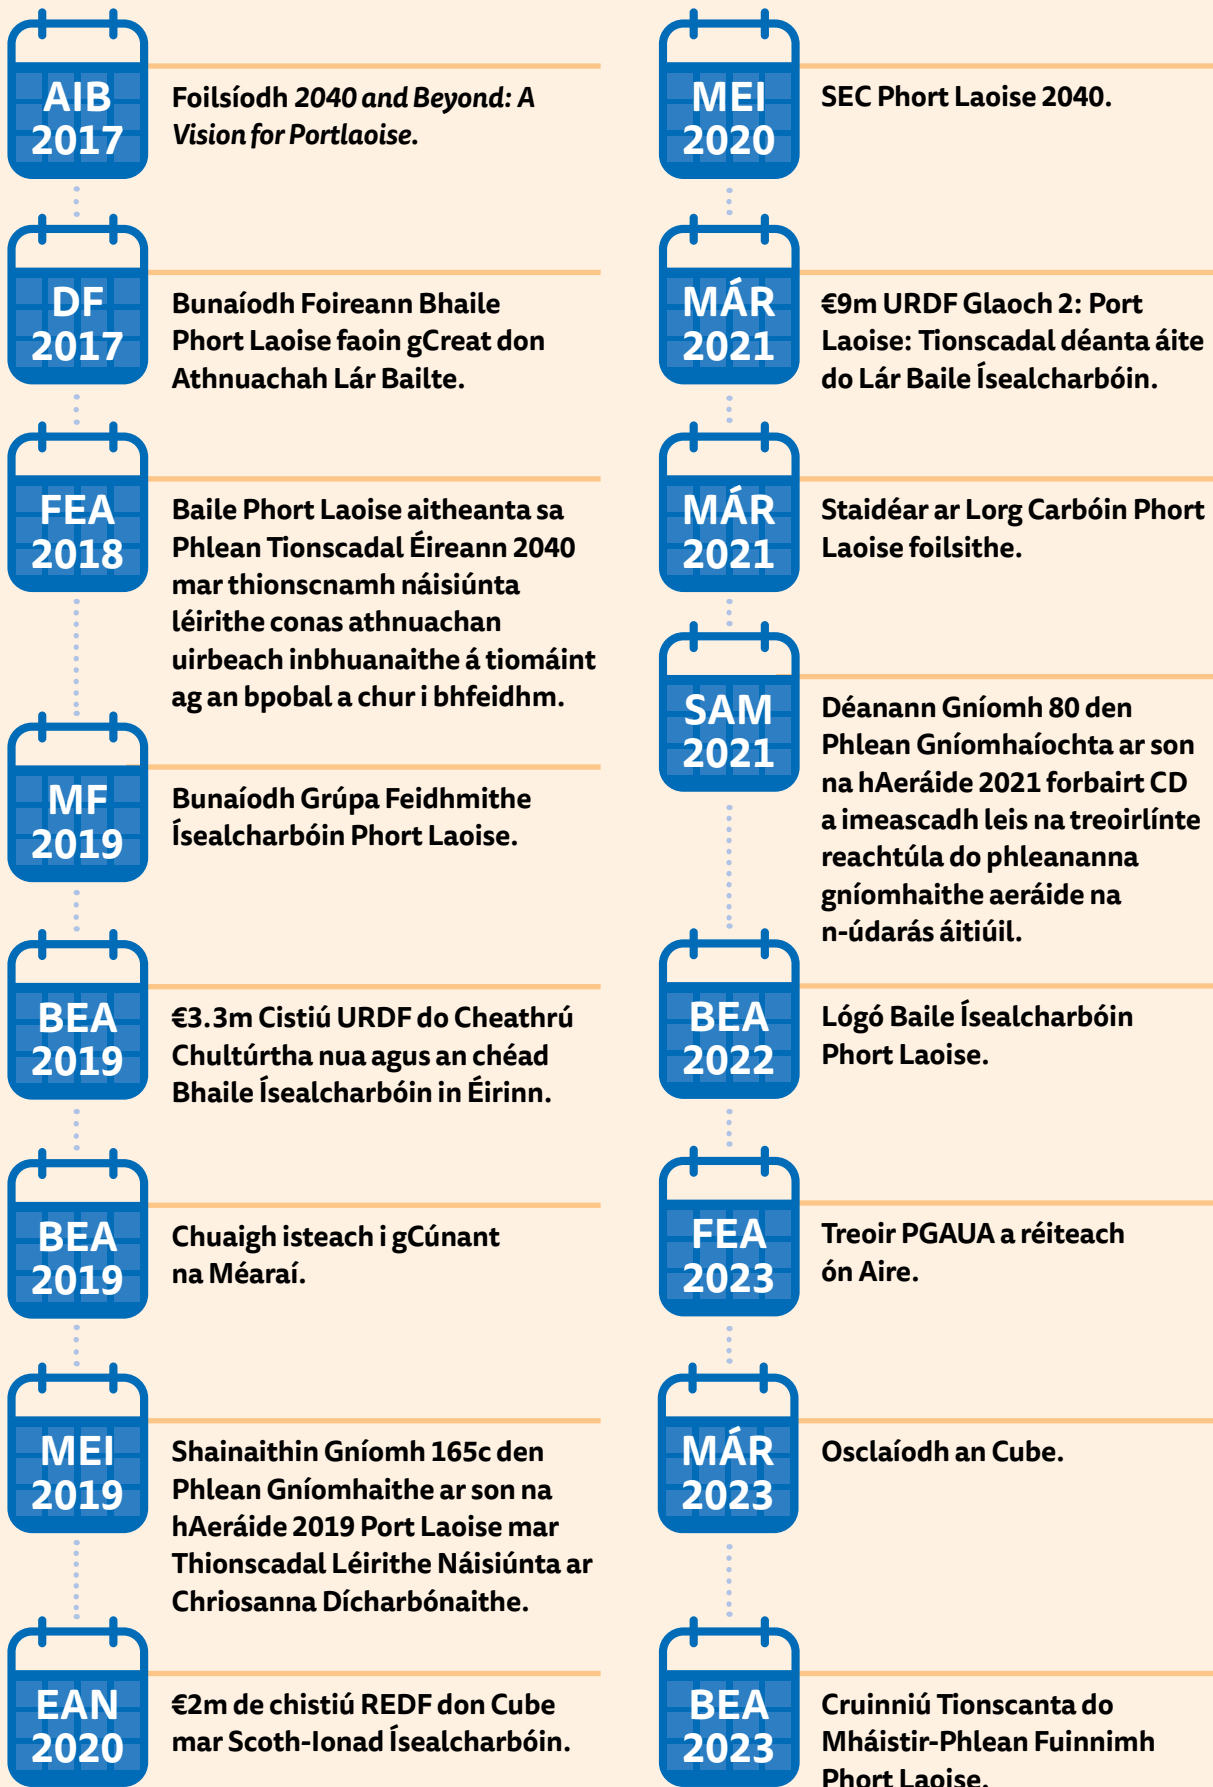 AIB
2017
Foilsíodh 2040 and Beyond: A
Vision for Portlaoise.
DF
2017
Bunaíodh Foireann Bhaile
Phort Laoise faoin gCreat don
Athnuachah Lár Bailte.
FEA
2018
Baile Phort Laoise aitheanta sa
Phlean Tionscadal Éireann 2040
mar thionscnamh náisiúnta
léirithe conas athnuachan
uirbeach inbhuanaithe á tiomáint
ag an bpobal a chur i bhfeidhm.
MF
2019
Bunaíodh Grúpa Feidhmithe
Ísealcharbóin Phort Laoise.
BEA
2019
€3.3m Cistiú URDF do Cheathrú
Chultúrtha nua agus an chéad
Bhaile Ísealcharbóin in Éirinn.
BEA
2019
Chuaigh isteach i gCúnant
na Méaraí.
MEI
2019
Shainaithin Gníomh 165c den
Phlean Gníomhaithe ar son na
hAeráide 2019 Port Laoise mar
Thionscadal Léirithe Náisiúnta ar
Chriosanna Dícharbónaithe.
EAN
2020
€2m de chistiú REDF don Cube
mar Scoth-Ionad Ísealcharbóin.
MEI
2020
SEC Phort Laoise 2040.
MÁR
2021
€9m URDF Glaoch 2: Port
Laoise: Tionscadal déanta áite
do Lár Baile Ísealcharbóin.
MÁR
2021
Staidéar ar Lorg Carbóin Phort
Laoise foilsithe.
SAM
2021
Déanann Gníomh 80 den
Phlean Gníomhaíochta ar son
na hAeráide 2021 forbairt CD
a imeascadh leis na treoirlínte
reachtúla do phleananna
gníomhaithe aeráide na
n-údarás áitiúil.
BEA
2022
Lógó Baile Ísealcharbóin
Phort Laoise.
FEA
2023
Treoir PGAUA a réiteach
ón Aire.
MÁR
2023
Osclaíodh an Cube.
BEA
2023
Cruinniú Tionscanta do
Mháistir-Phlean Fuinnimh
Phort Laoise.